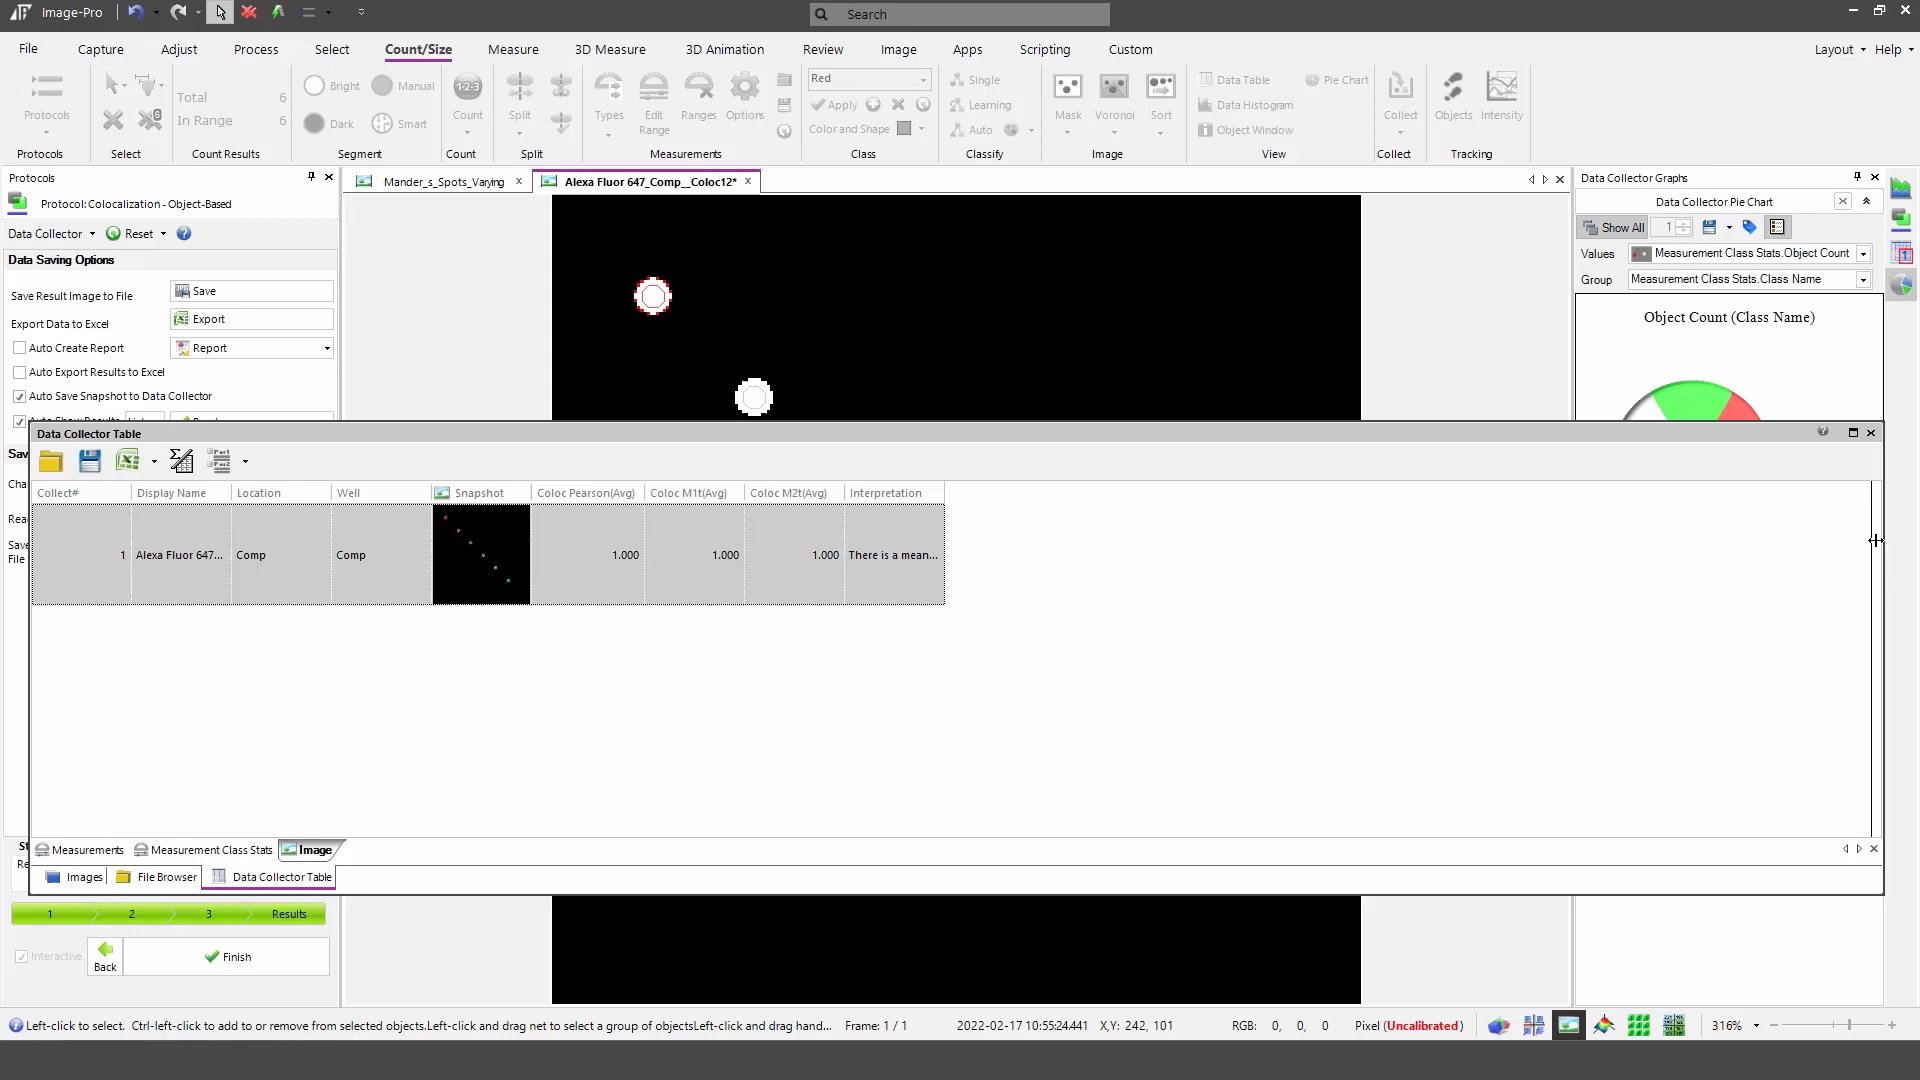 Image-Pro
Search
File Capture Adjust Process Select Count/Size Measure 3D Measure 3D Animation Review Image Apps Scripting Custom Layout Help
Protocols
Protocols
Select
Total 6
In Range 6
Count Results
Bright Manual
Dark Smart
Segment
Count
Count
Split
Split
Types Edit Range Ranges Options
Measurements
Red
Apply
Color and Shape
Class
Single
Learning
Auto
Classify
Mask Voronoi Sort
Image
Data Table Pie Chart
Data Histogram
Object Window
View
Collect
Collect
Objects Intensity
Tracking
Protocols
Protocol: Colocalization - Object-Based
Data Collector Reset
Data Saving Options
Save Result Image to File Save
Export Data to Excel Export
Auto Create Report Report
Auto Export Results to Excel
Auto Save Snapshot to Data Collector
Mander_s_Spots_Varying
Alexa Fluor 647_Comp__Coloc12*
Data Collector Graphs
Data Collector Pie Chart
Show All 1
Values Measurement Class Stats.Object Count
Group Measurement Class Stats.Class Name
Object Count (Class Name)
Data Collector Table
Collect# Display Name Location Well Snapshot Coloc Pearson(Avg) Coloc M1t(Avg) Coloc M2t(Avg) Interpretation
1 Alexa Fluor 647... Comp Comp 1.000 1.000 1.000 There is a mean...
Sav
Cha
Rea
Save
File
St
Re
Measurements Measurement Class Stats Image
Images File Browser Data Collector Table
1 2 3 Results
Interactive Back Finish
Left-click to select. Ctrl-left-click to add to or remove from selected objects.Left-click and drag net to select a group of objectsLeft-click and drag hand... Frame: 1 / 1 2022-02-17 10:55:24.441 X,Y: 242, 101 RGB: 0, 0, 0 Pixel (Uncalibrated) 316%